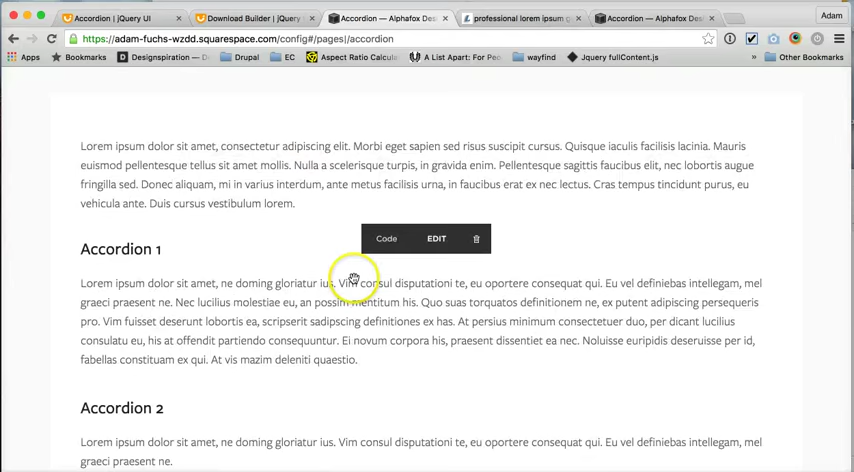 Accordion | jQuery UI
Download Builder | jQuery
Accordion — Alphafox Des
professional lorem ipsum g
Accordion — Alphafox Des
Adam
https://adam-fuchs-wzdd.squarespace.com/config#/pages|/accordion
Apps
Bookmarks
Designspiration — Des
Drupal
EC
Aspect Ratio Calcula
A List Apart: For Peo
wayfind
Jquery fullContent.js
»
Other Bookmarks
Lorem ipsum dolor sit amet, consectetur adipiscing elit. Morbi eget sapien sed risus suscipit cursus. Quisque iaculis facilisis lacinia. Mauris
euismod pellentesque tellus sit amet mollis. Nulla a scelerisque turpis, in gravida enim. Pellentesque sagittis faucibus elit, nec lobortis augue
fringilla sed. Donec aliquam, mi in varius interdum, ante metus facilisis urna, in faucibus erat ex nec lectus. Cras tempus tincidunt purus, eu
vehicula ante. Duis cursus vestibulum lorem.
Code EDIT
Accordion 1
Lorem ipsum dolor sit amet, ne doming gloriatur ius. Vim consul disputationi te, eu oportere consequat qui. Eu vel definiebas intellegam, mel
graeci praesent ne. Nec lucilius molestiae eu, an possim mentitum his. Quo suas torquatos definitionem ne, ex putent adipiscing persequeris
pro. Vim fuisset deserunt lobortis ea, scripserit sadipscing definitiones ex has. At persius minimum consectetuer duo, per dicant lucilius
consulatu eu, his at offendit partiendo consequuntur. Ei novum corpora his, praesent dissentiet ea nec. Noluisse euripidis deseruisse per id,
fabellas constituam ex qui. At vis mazim deleniti quaestio.
Accordion 2
Lorem ipsum dolor sit amet, ne doming gloriatur ius. Vim consul disputationi te, eu oportere consequat qui. Eu vel definiebas intellegam, mel
graeci praesent ne.